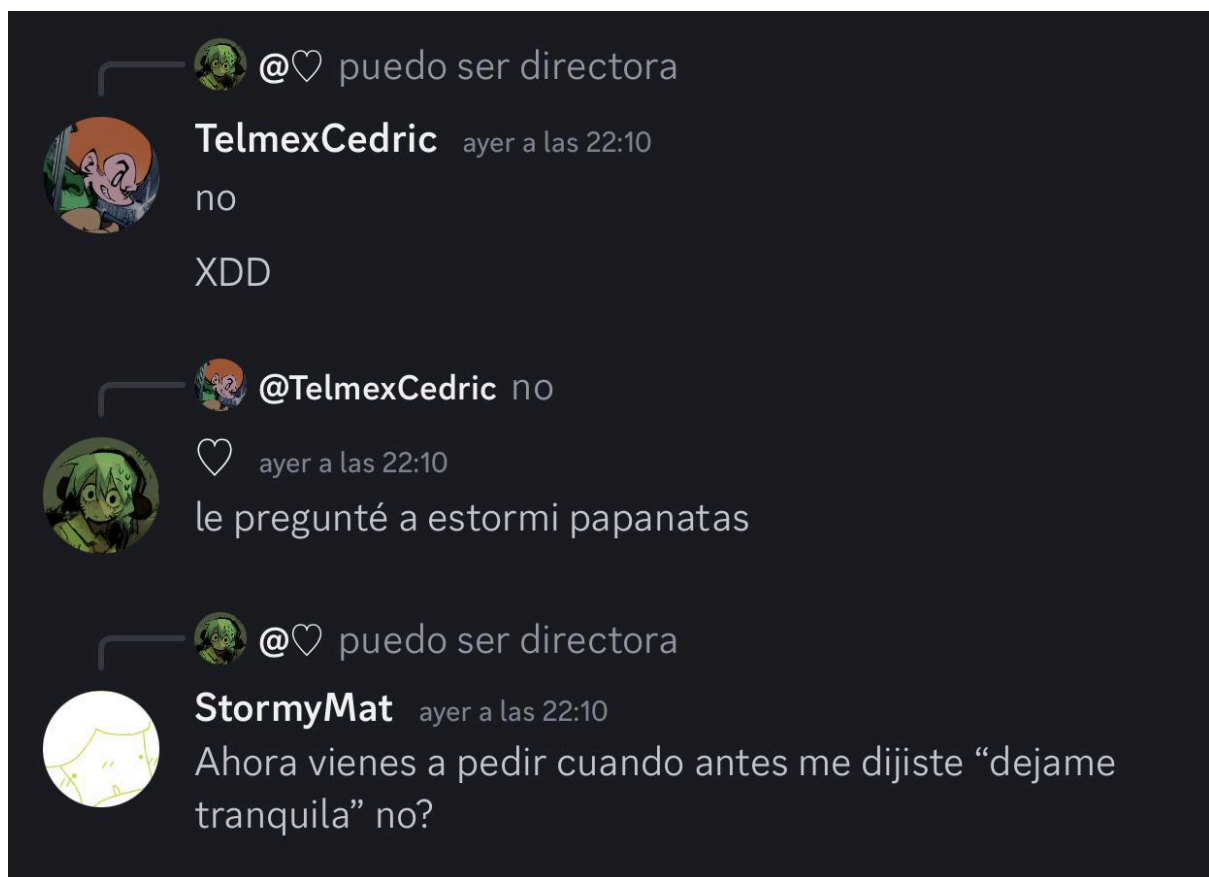 @♡ puedo ser directora
TelmexCedric ayer a las 22:10
no
XDD
@TelmexCedric no
♡ ayer a las 22:10
le pregunté a estormi papanatas
@♡ puedo ser directora
StormyMat ayer a las 22:10
Ahora vienes a pedir cuando antes me dijiste “dejame
tranquila” no?